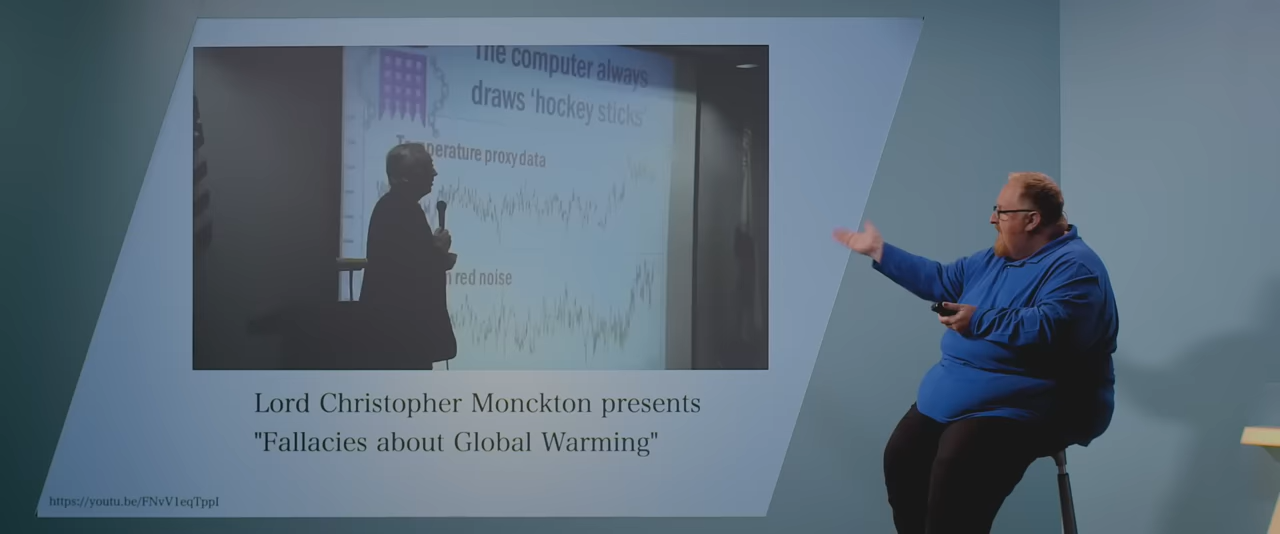 The computer always
draws 'hockey sticks'
Temperature proxy data
red noise
Lord Christopher Monckton presents
"Fallacies about Global Warming"
https://youtu.be/FNvV1eqTppI